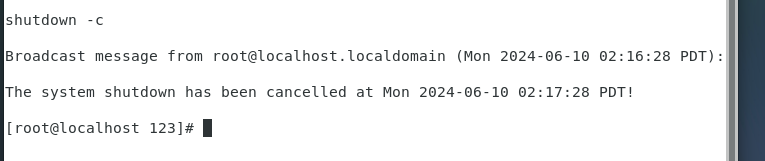 shutdown -c
Broadcast message from root@localhost.localdomain (Mon 2024-06-10 02:16:28 PDT):
The system shutdown has been cancelled at Mon 2024-06-10 02:17:28 PDT!
[root@localhost 123]#